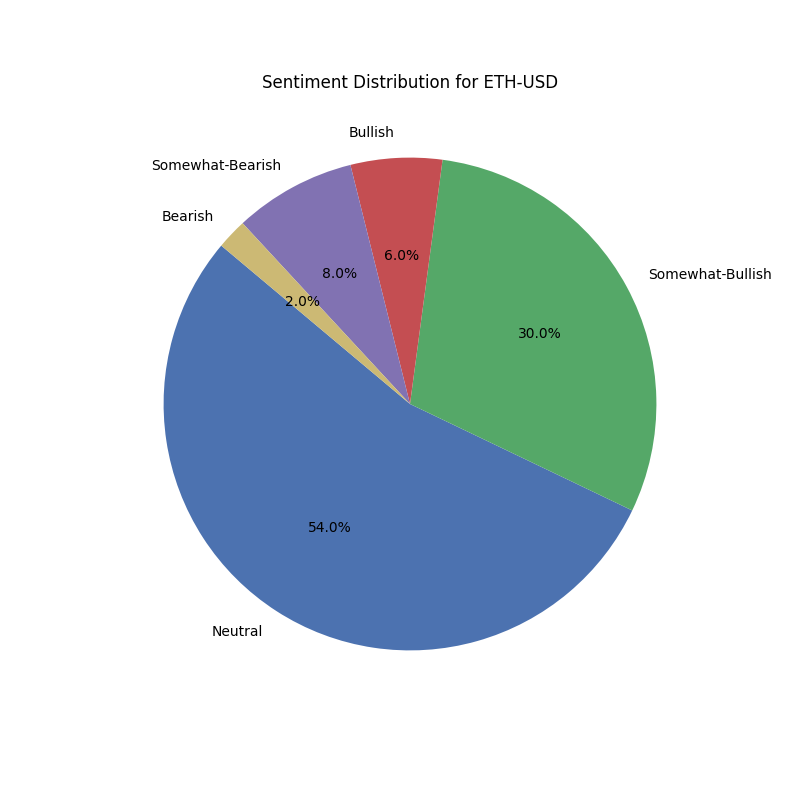 Sentiment Distribution for ETH-USD
Bullish
Somewhat-Bearish
Bearish
Somewhat-Bullish
6.0%
8.0%
2.0%
30.0%
54.0%
Neutral